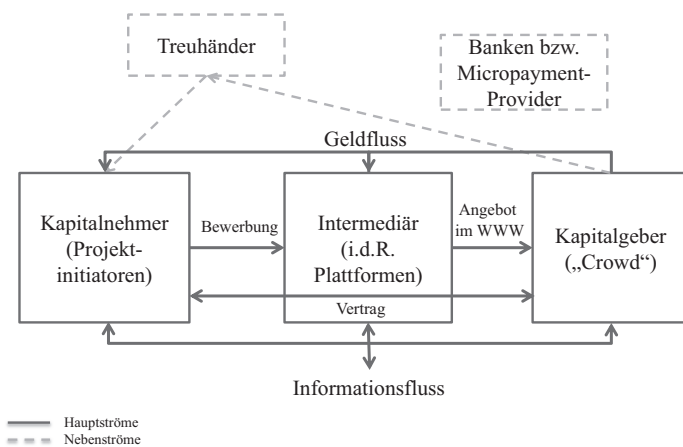 Treuhänder
Banken bzw.
Micropayment-
Provider
Geldfluss
Kapitalnehmer
(Projekt-
initiatoren)
Bewerbung
Intermediär
(i.d.R.
Plattformen)
Angebot
im WWW
Kapitalgeber
(„Crowd“)
Vertrag
Informationsfluss
Hauptströme
Nebenströme